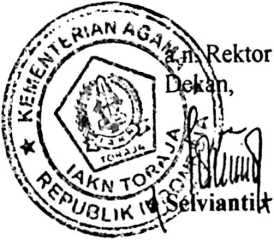 KEMENTERIAN AGAMA
REPUBLIK INDONESIA
IAKN TORAJA
TORAJA
a.n. Rektor
Dekan,
Selvianti